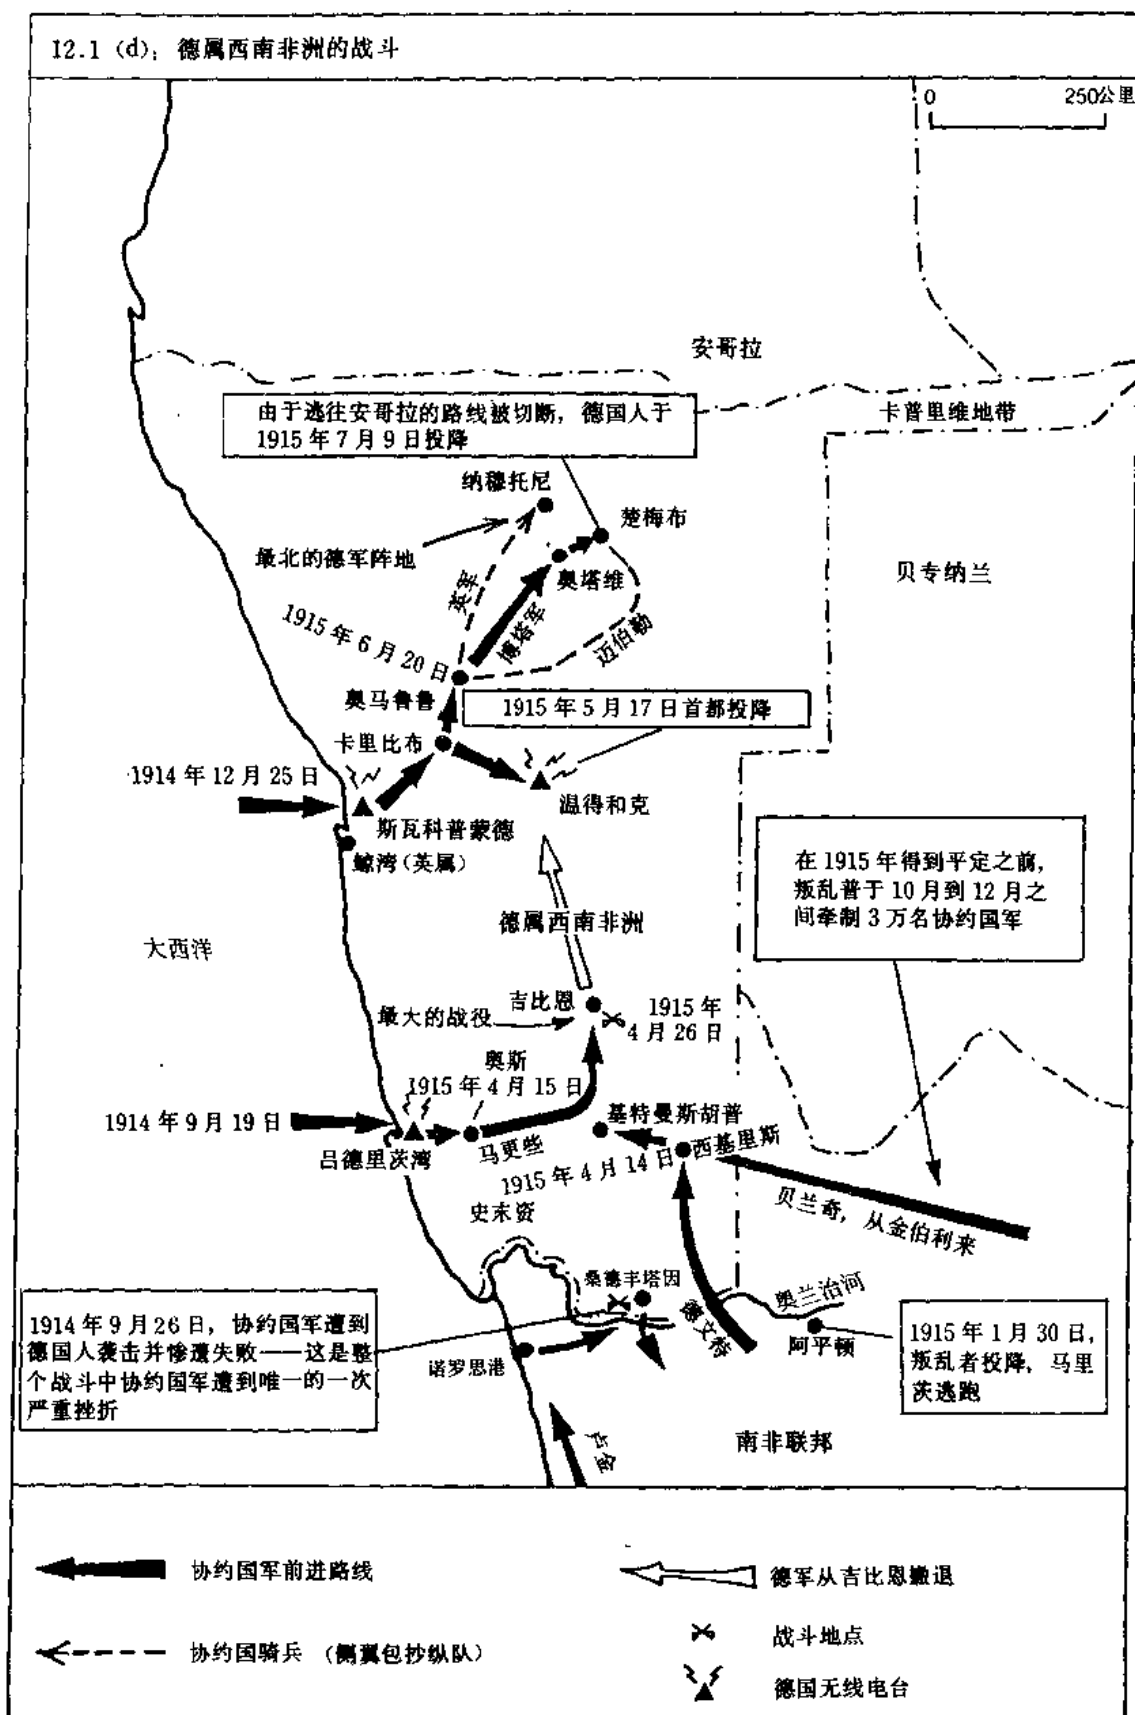 12.1 (d); 德属西南非洲的战斗
0 250公里
安哥拉
卡普里维地带
由于逃往安哥拉的路线被切断，德国人于
1915年7月9日投降
纳穆托尼
楚梅布
最北的德军阵地
奥塔维
贝专纳兰
英军
博塔军
迈伯勒
1915年6月20日
奥马鲁鲁
1915年5月17日首都投降
卡里比布
1914年12月25日
温得和克
斯瓦科普蒙德
鲸湾（英属）
在1915年得到平定之前，
叛乱普于10月到12月之
间牵制3万名协约国军
德属西南非洲
大西洋
吉比恩
最大的战役
1915年
4月26日
奥斯
1915年4月15日
1914年9月19日
基特曼斯胡普
吕德里茨湾
马更些
西基里斯
1915年4月14日
史末资
贝兰奇，从金伯利来
桑德丰塔因
奥兰治河
德文特
阿平顿
1914年9月26日，协约国军遭到
德国人袭击并惨遭失败——这是整
个战斗中协约国军遭到唯一的一次
严重挫折
诺罗思港
1915年1月30日，
叛乱者投降，马里
茨逃跑
卢金
南非联邦
协约国军前进路线
德军从吉比恩撤退
协约国骑兵（侧翼包抄纵队）
战斗地点
德国无线电台